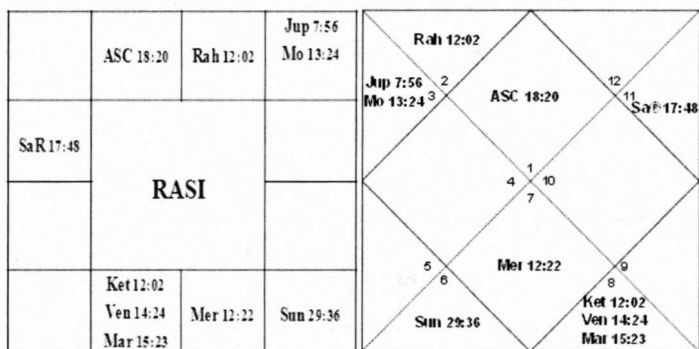 Jup 7:56
ASC 18:20 Rah 12:02 Mo 13:24
SaR 17:48
RASI
Ket 12:02
Ven 14:24 Mer 12:22 Sun 29:36
Mar 15:23
Rah 12:02
Jup 7:56 2 12
Mo 13:24 3 ASC 18:20 11 Sa® 17:48
1
4 10
7
5 Mer 12:22 9
6 8
Sun 29:36 Ket 12:02
Ven 14:24
Mar 15:23